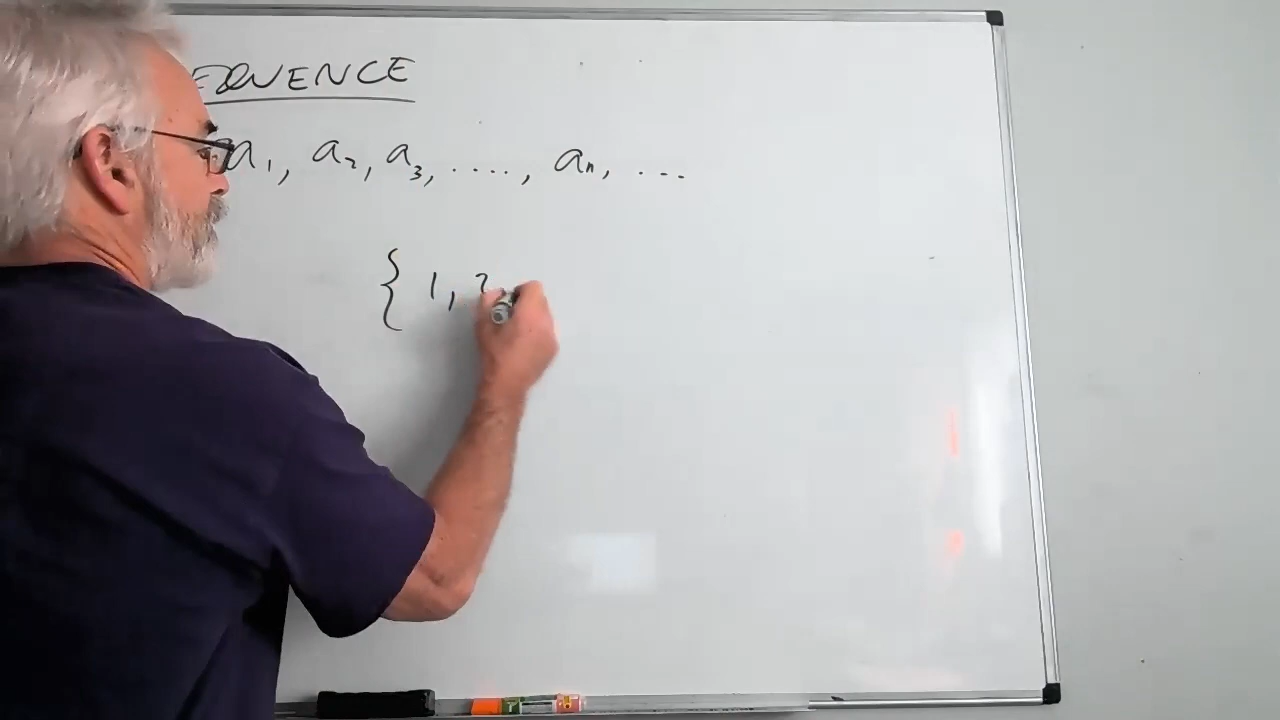 EQUENCE
a₁, a₂, a₃, ...., aₙ, ...
{ 1, 2